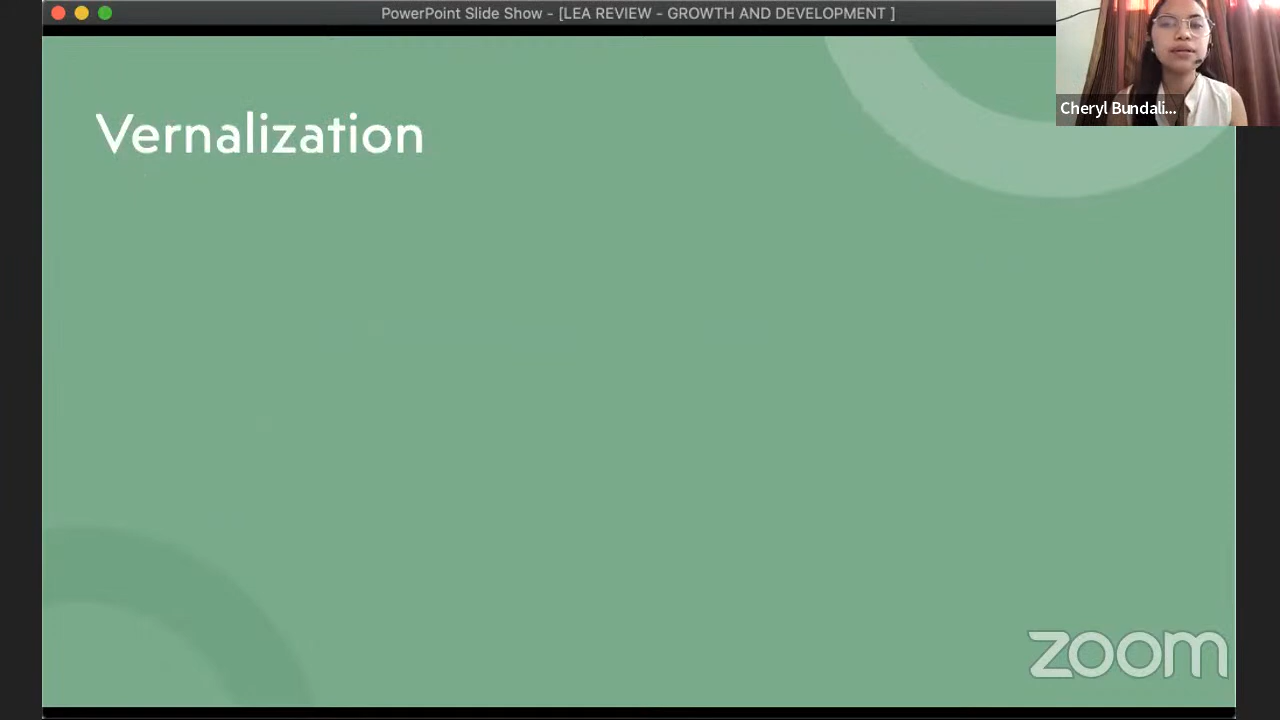 PowerPoint Slide Show - [LEA REVIEW - GROWTH AND DEVELOPMENT ]
Cheryl Bundali...
Vernalization
zoom